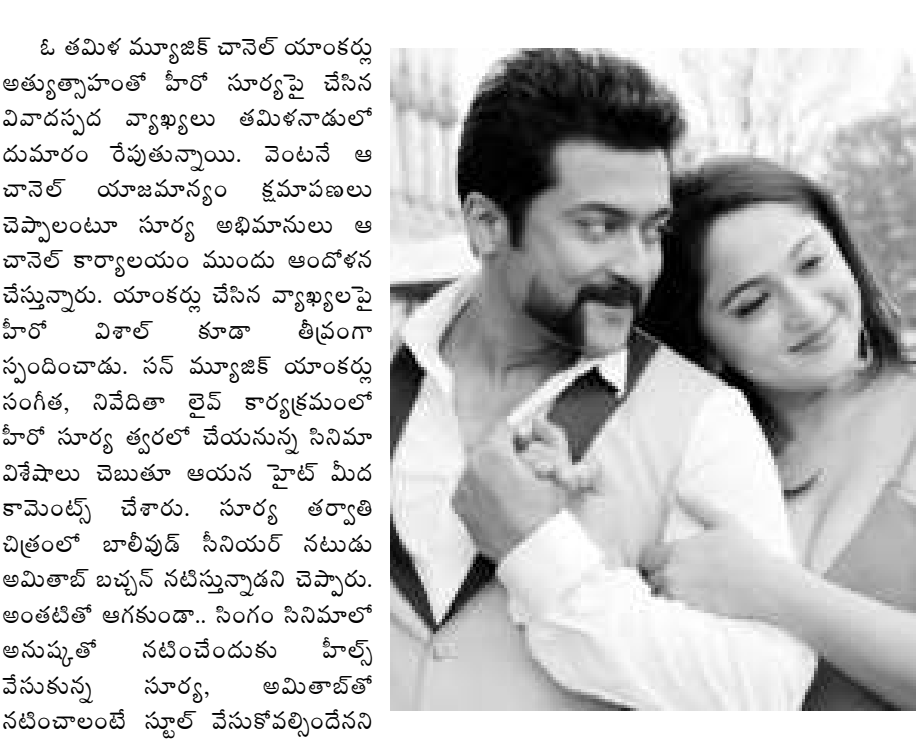 ఓ తమిళ మ్యూజిక్ చానెల్ యాంకర్లు
అత్యుత్సాహంతో హీరో సూర్యపై చేసిన
వివాదస్పద వ్యాఖ్యలు తమిళనాడులో
దుమారం రేపుతున్నాయి. వెంటనే ఆ
చానెల్ యాజమాన్యం క్షమాపణలు
చెప్పాలంటూ సూర్య అభిమానులు ఆ
చానెల్ కార్యాలయం ముందు ఆందోళన
చేస్తున్నారు. యాంకర్లు చేసిన వ్యాఖ్యలపై
హీరో విశాల్ కూడా తీవ్రంగా
స్పందించాడు. సన్ మ్యూజిక్ యాంకర్లు
సంగీత, నివేదితా లైవ్ కార్యక్రమంలో
హీరో సూర్య త్వరలో చేయనున్న సినిమా
విశేషాలు చెబుతూ ఆయన హైట్ మీద
కామెంట్స్ చేశారు. సూర్య తర్వాతి
చిత్రంలో బాలీవుడ్ సీనియర్ నటుడు
అమితాబ్ బచ్చన్ నటిస్తున్నాడని చెప్పారు.
అంతటితో ఆగకుండా.. సింగం సినిమాలో
అనుష్కతో నటించేందుకు హీల్స్
వేసుకున్న సూర్య, అమితాబ్‌తో
నటించాలంటే స్టూల్ వేసుకోవల్సిందేనని